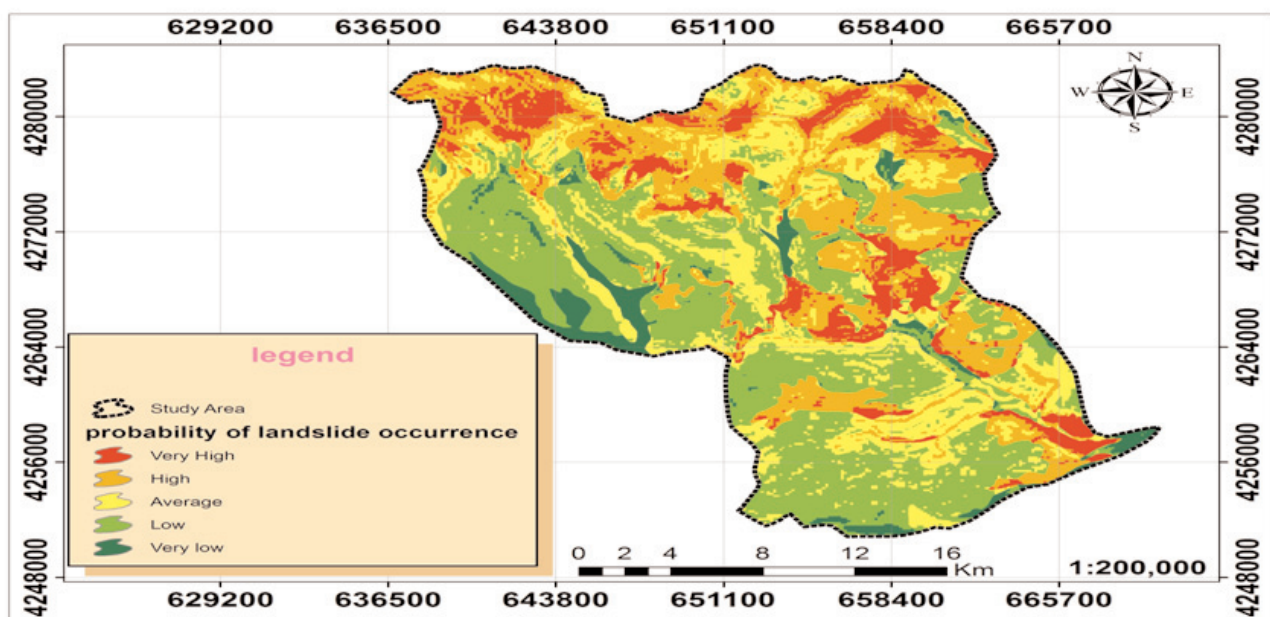 629200 636500 643800 651100 658400 665700
N
W E
S
4280000 4280000
4272000 4272000
4264000 4264000
4256000 4256000
4248000 4248000
legend
Study Area
probability of landslide occurrence
Very High
High
Average
Low
Very low
0 2 4 8 12 16
Km
1:200,000
629200 636500 643800 651100 658400 665700